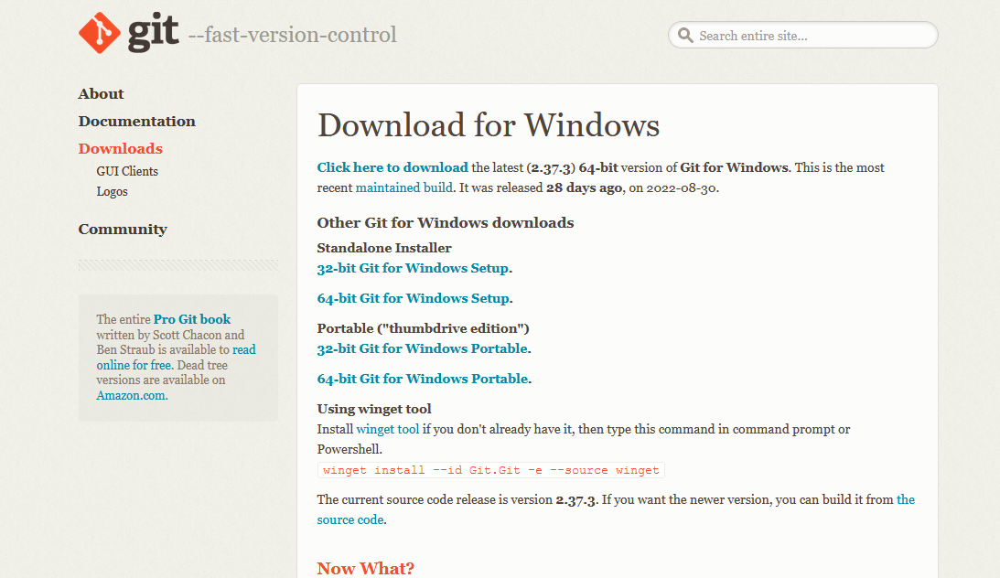 git --fast-version-control
Search entire site...
About
Documentation
Downloads
GUI Clients
Logos
Community
The entire Pro Git book
written by Scott Chacon and
Ben Straub is available to read
online for free. Dead tree
versions are available on
Amazon.com.
Download for Windows
Click here to download the latest (2.37.3) 64-bit version of Git for Windows. This is the most
recent maintained build. It was released 28 days ago, on 2022-08-30.
Other Git for Windows downloads
Standalone Installer
32-bit Git for Windows Setup.
64-bit Git for Windows Setup.
Portable ("thumbdrive edition")
32-bit Git for Windows Portable.
64-bit Git for Windows Portable.
Using winget tool
Install winget tool if you don't already have it, then type this command in command prompt or
Powershell.
winget install --id Git.Git -e --source winget
The current source code release is version 2.37.3. If you want the newer version, you can build it from the
source code.
Now What?